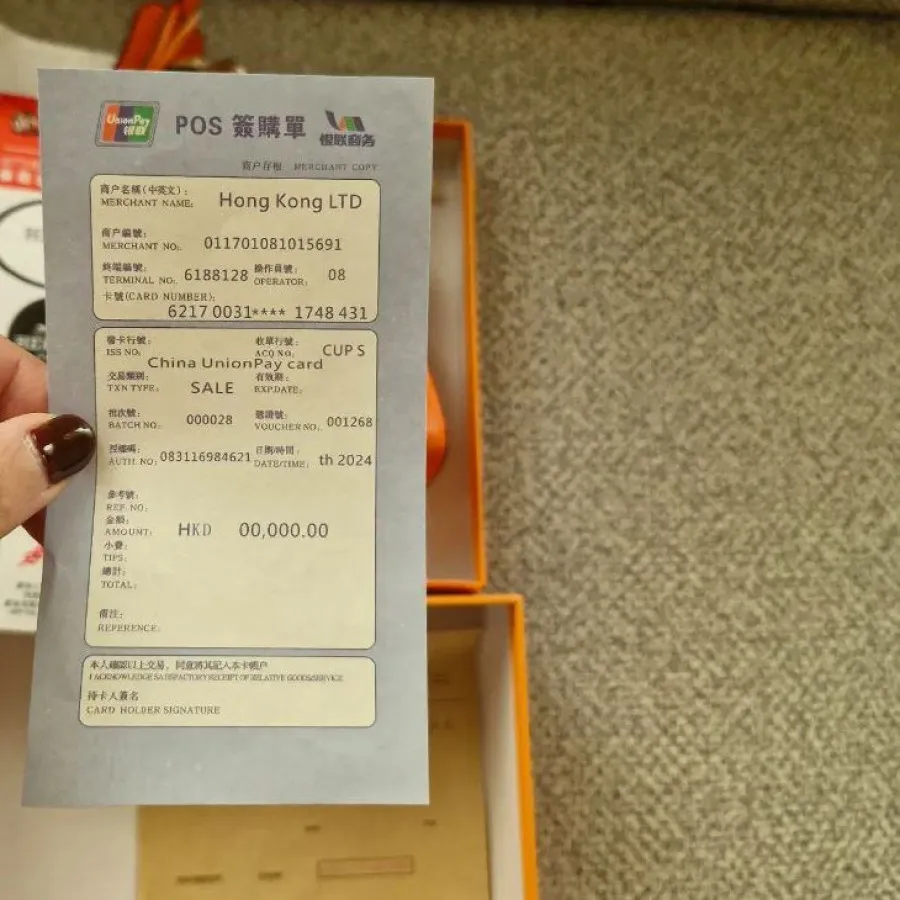 UnionPay
银联
POS 簽購單
银联商务
商户存根 MERCHANT COPY
商户名稱(中英文):
MERCHANT NAME: Hong Kong LTD
商户編號:
MERCHANT NO: 011701081015691
終端編號: 操作員號:
TERMINAL NO: 6188128 OPERATOR: 08
卡號(CARD NUMBER):
6217 0031**** 1748 431
發卡行號: 收單行號:
ISS NO: ACQ NO: CUP S
China UnionPay card
交易類別: 有效期:
TXN TYPE: SALE EXP.DATE:
批次號: 憑證號:
BATCH NO: 000028 VOUCHER NO: 001268
授權碼: 日期/時間:
AUTH. NO: 083116984621 DATE/TIME: th 2024
參考號:
REF. NO:
金額:
AMOUNT: HKD 00,000.00
小費:
TIPS:
總計:
TOTAL:
備注:
REFERENCE:
本人確認以上交易, 同意將其記入本卡帳户
I ACKNOWLEDGE SATISFACTORY RECEIPT OF RELATIVE GOODS/SERVICE
持卡人簽名
CARD HOLDER SIGNATURE